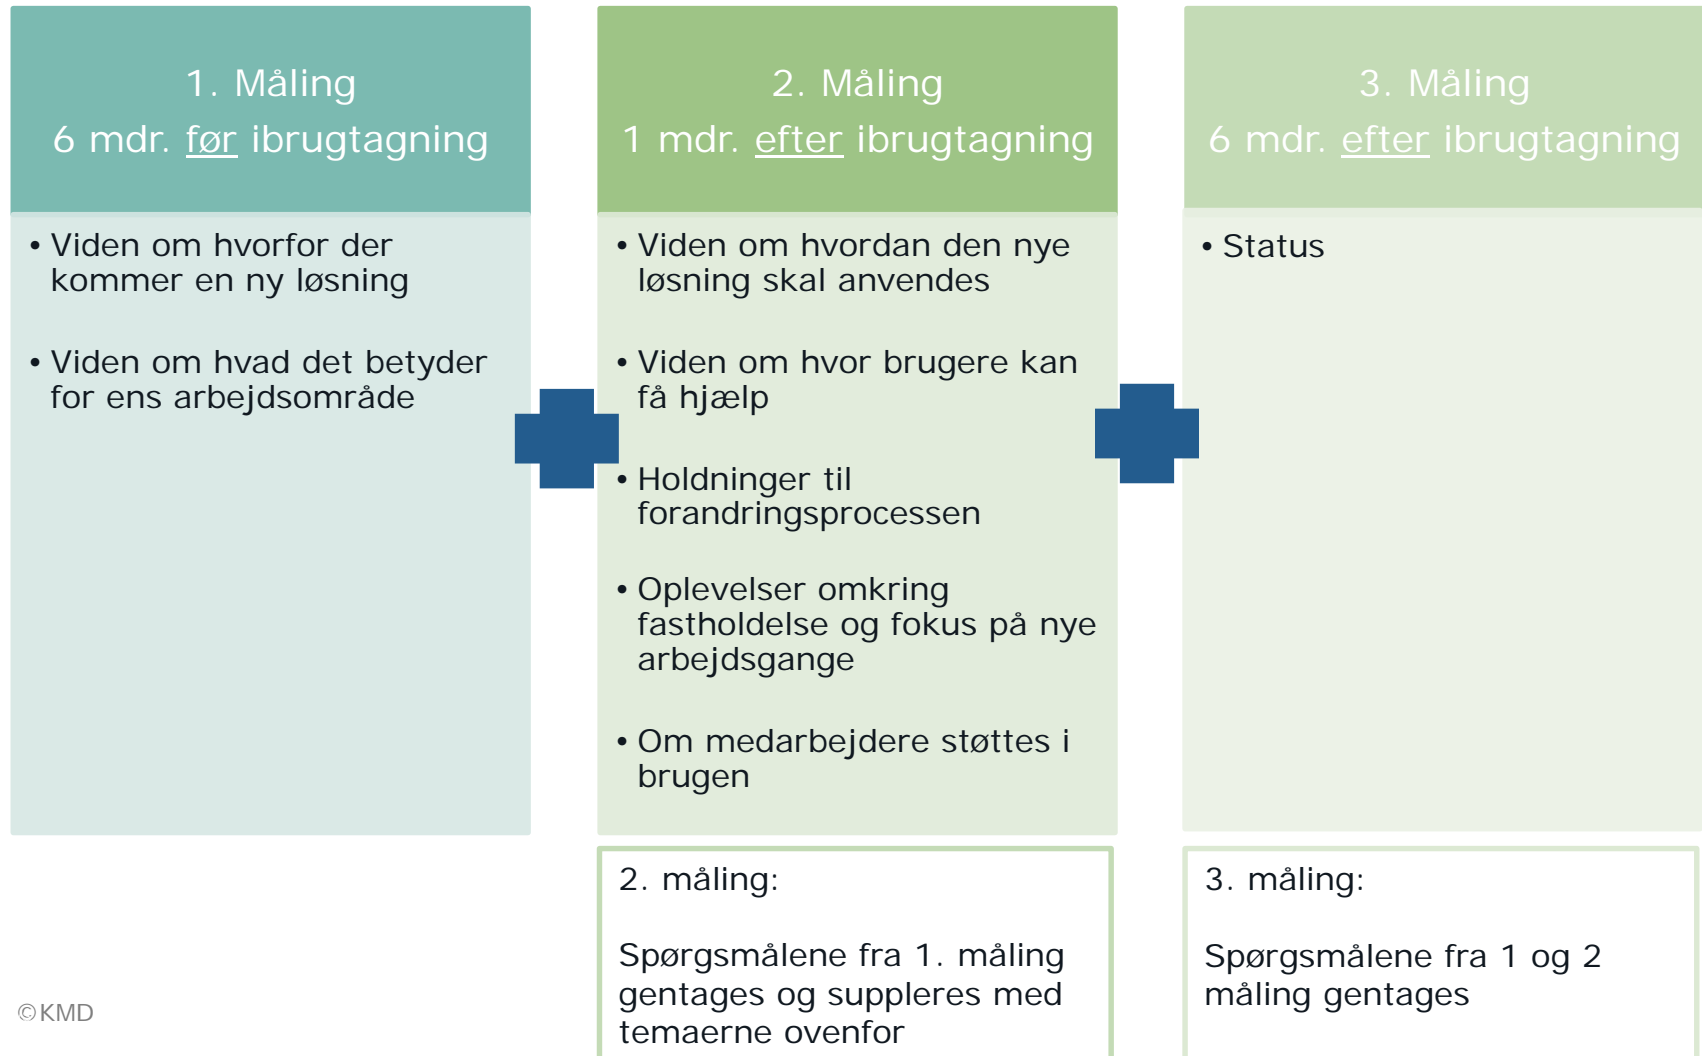 1. Måling
6 mdr. før ibrugtagning
• Viden om hvorfor der
kommer en ny løsning
• Viden om hvad det betyder
for ens arbejdsområde
2. Måling
1 mdr. efter ibrugtagning
• Viden om hvordan den nye
løsning skal anvendes
• Viden om hvor brugere kan
få hjælp
• Holdninger til
forandringsprocessen
• Oplevelser omkring
fastholdelse og fokus på nye
arbejdsgange
• Om medarbejdere støttes i
brugen
3. Måling
6 mdr. efter ibrugtagning
• Status
2. måling:
Spørgsmålene fra 1. måling
gentages og suppleres med
temaerne ovenfor
3. måling:
Spørgsmålene fra 1 og 2
måling gentages
©KMD